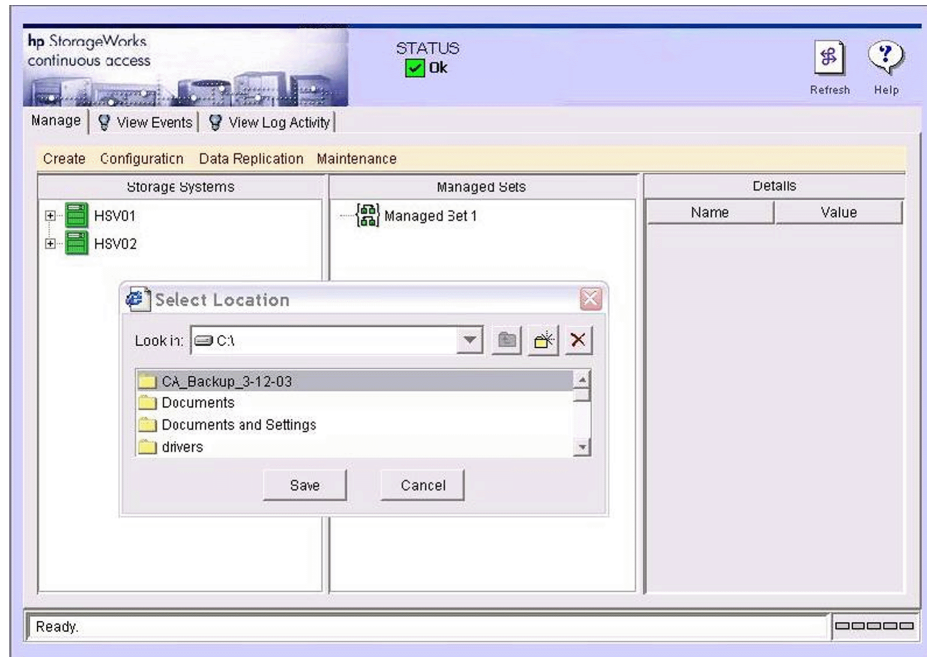 hp StorageWorks
continuous access
STATUS
Ok
Refresh
Help
Manage
View Events
View Log Activity
Create Configuration Data Replication Maintenance
Storage Systems
Managed Sets
Details
HSV01
HSV02
Managed Set 1
Name
Value
Select Location
Look in:
C:\
CA_Backup_3-12-03
Documents
Documents and Settings
drivers
Save
Cancel
Ready.